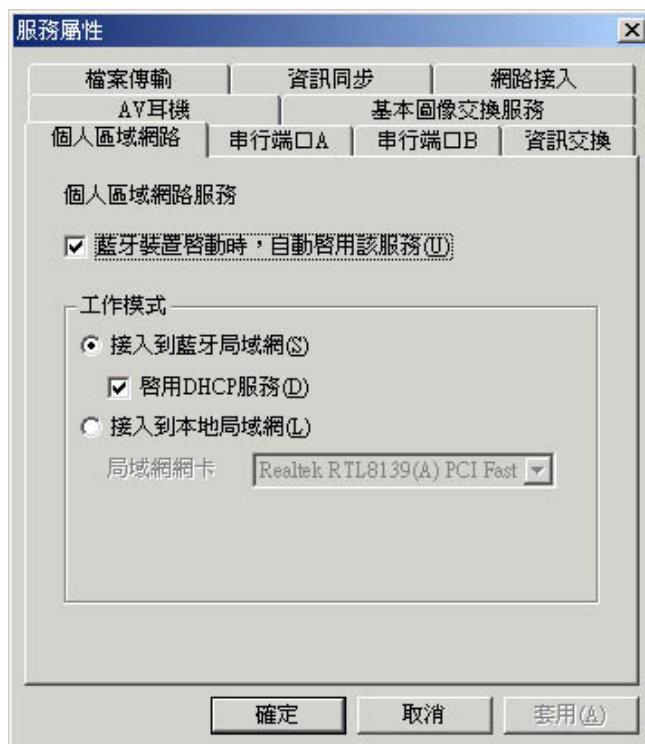 服務屬性
檔案傳輸 資訊同步 網路接入
AV耳機 基本圖像交換服務
個人區域網路 串行端口A 串行端口B 資訊交換
個人區域網路服務
藍牙裝置啓動時，自動啓用該服務(U)
工作模式
接入到藍牙局域網(S)
啓用DHCP服務(D)
接入到本地局域網(L)
局域網網卡 Realtek RTL8139(A) PCI Fast
確定 取消 套用(A)